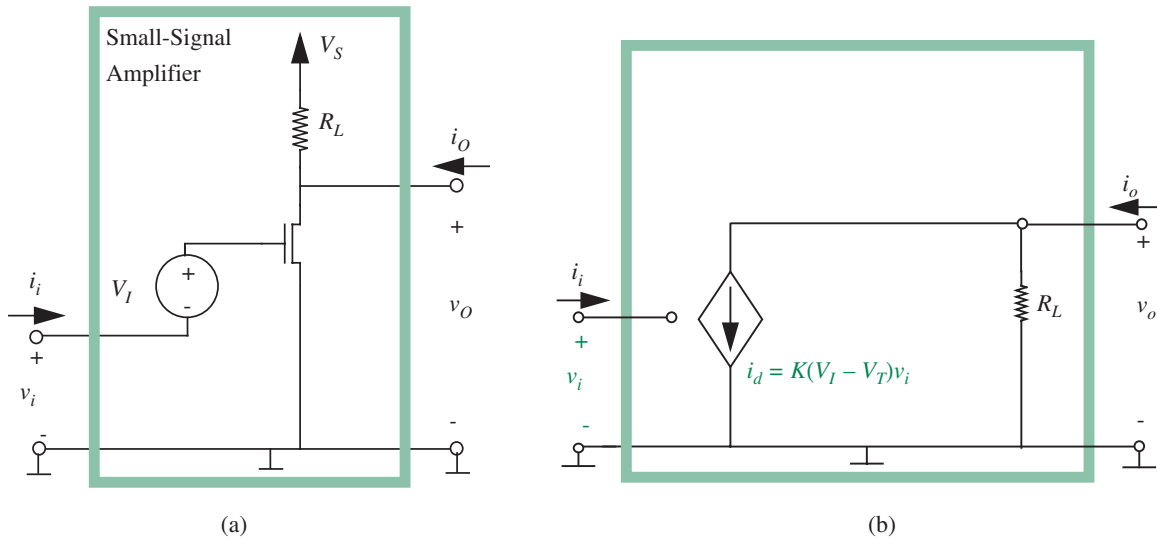 Small-Signal
Amplifier
V_S
R_L
i_O
+
V_I
+
-
i_i
+
v_i
-
v_O
-
(a)
i_o
+
i_i
+
v_i
-
i_d = K(V_I – V_T)v_i
R_L
v_o
-
(b)